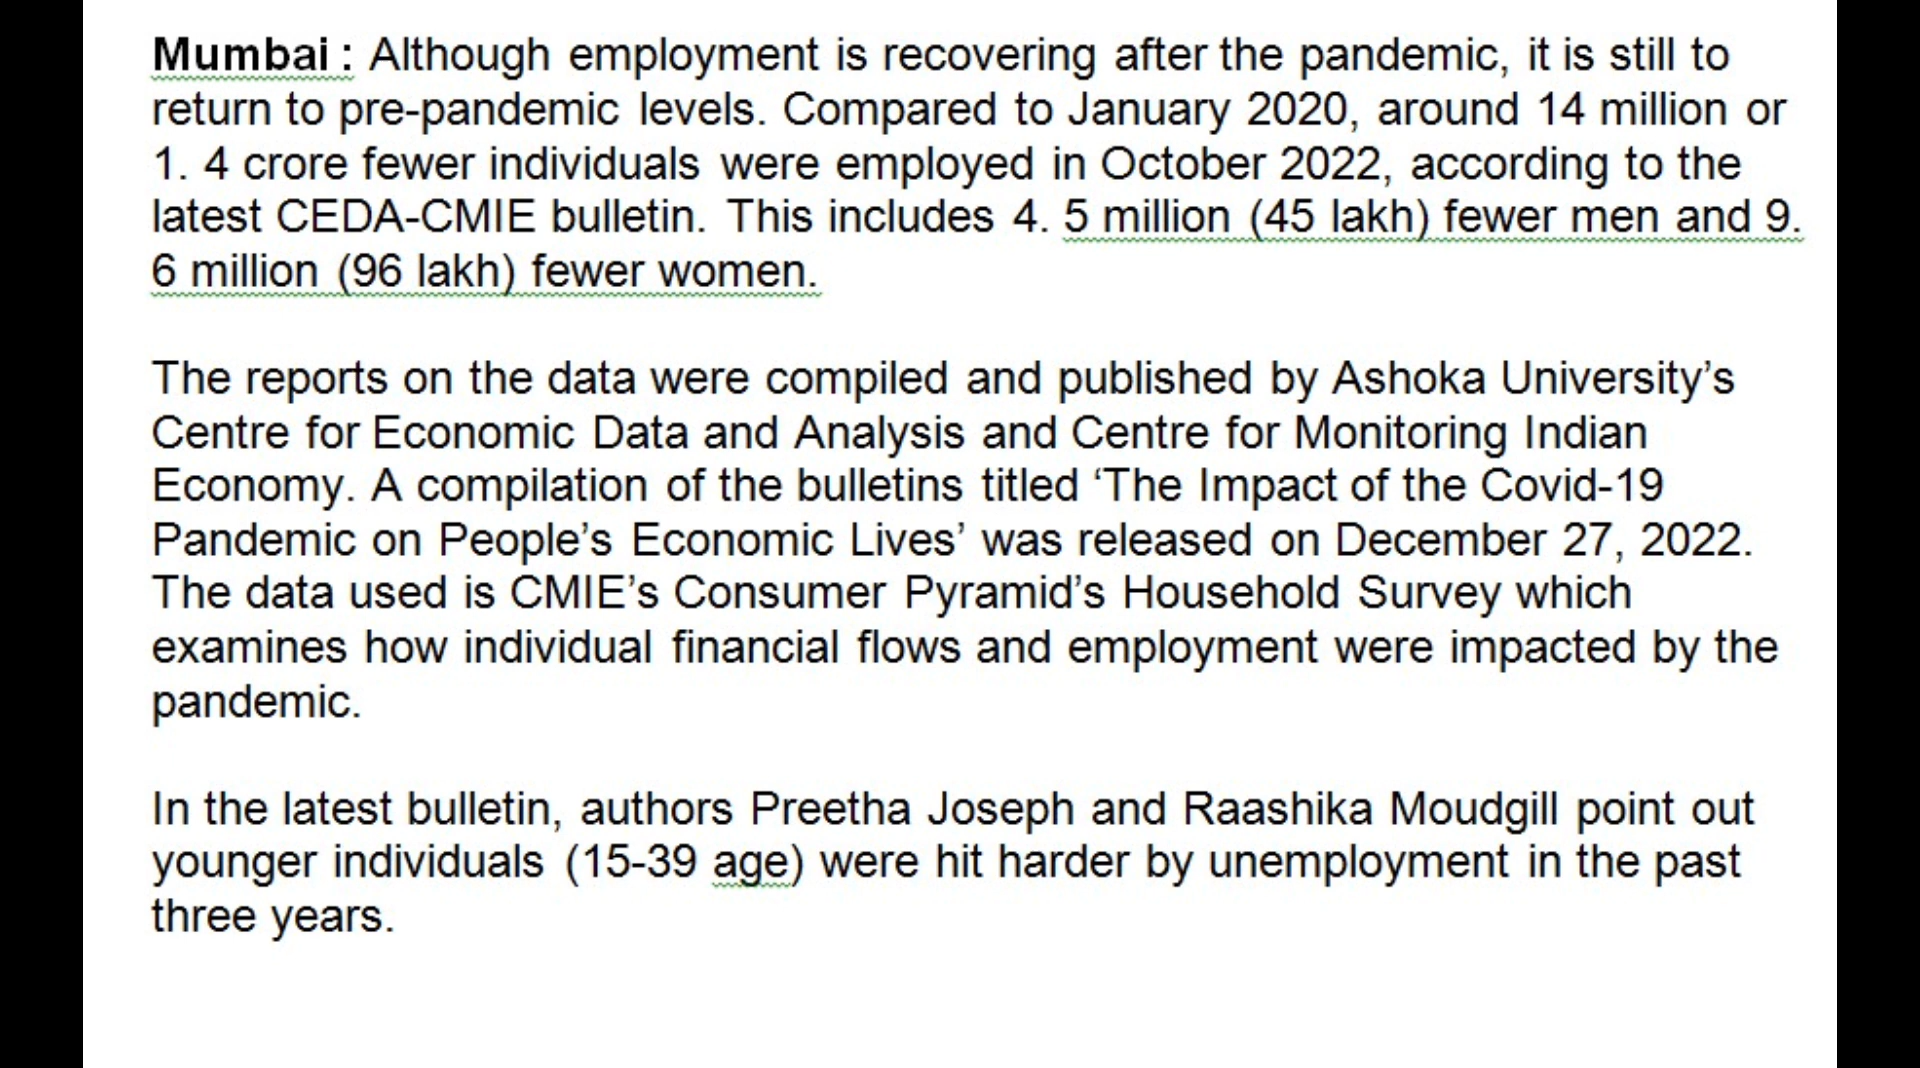 Mumbai : Although employment is recovering after the pandemic, it is still to
return to pre-pandemic levels. Compared to January 2020, around 14 million or
1. 4 crore fewer individuals were employed in October 2022, according to the
latest CEDA-CMIE bulletin. This includes 4. 5 million (45 lakh) fewer men and 9.
6 million (96 lakh) fewer women.
The reports on the data were compiled and published by Ashoka University’s
Centre for Economic Data and Analysis and Centre for Monitoring Indian
Economy. A compilation of the bulletins titled ‘The Impact of the Covid-19
Pandemic on People’s Economic Lives’ was released on December 27, 2022.
The data used is CMIE’s Consumer Pyramid’s Household Survey which
examines how individual financial flows and employment were impacted by the
pandemic.
In the latest bulletin, authors Preetha Joseph and Raashika Moudgill point out
younger individuals (15-39 age) were hit harder by unemployment in the past
three years.